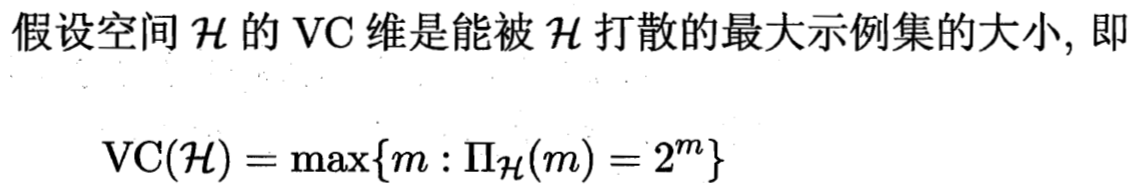 假设空间 𝓗 的 VC 维是能被 𝓗 打散的最大示例集的大小, 即
VC(𝓗) = max{m : Π_𝓗(m) = 2^m}